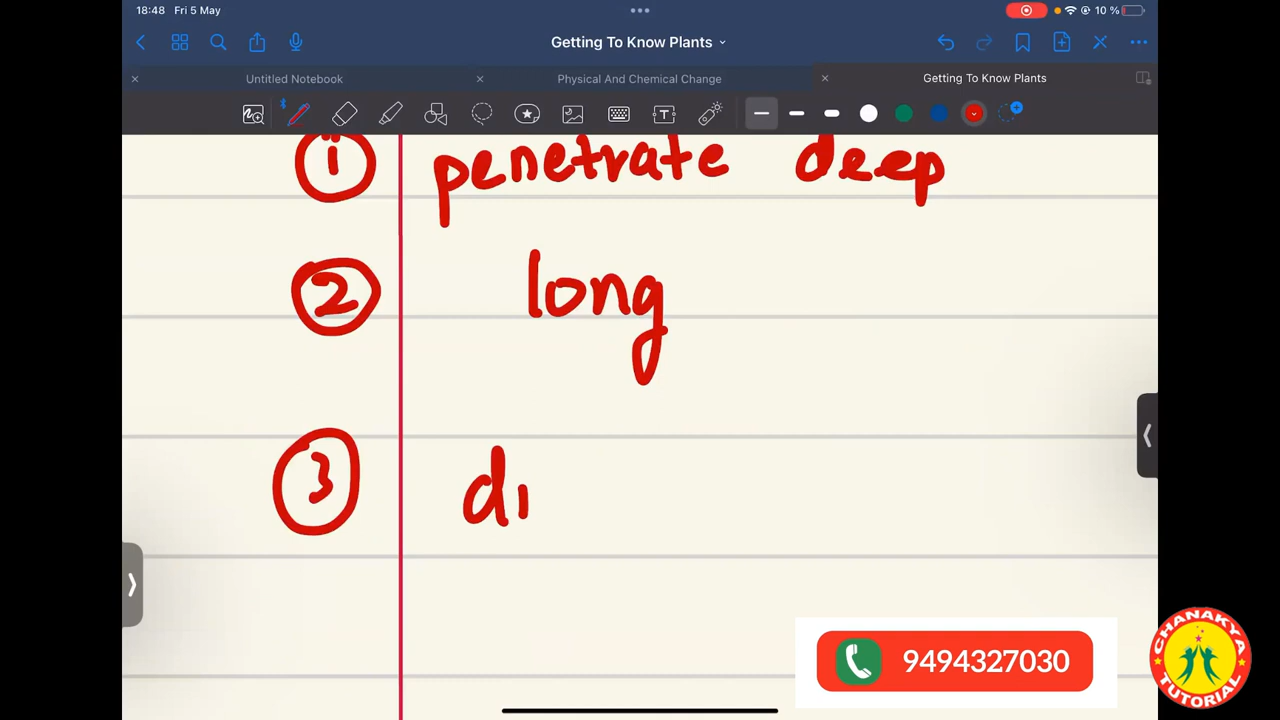 18:48 Fri 5 May 10 %
Getting To Know Plants
Untitled Notebook Physical And Chemical Change Getting To Know Plants
1 penetrate deep
2 long
3 di
9494327030
CHANAKYA
TUTORIAL